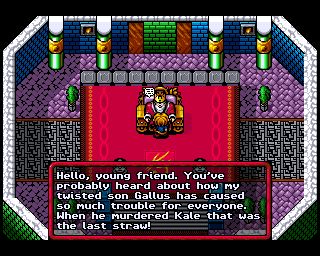 Hello, young friend. You've
probably heard about how my
twisted son Gallus has caused
so much trouble for everyone.
When he murdered Kale that was
the last straw!